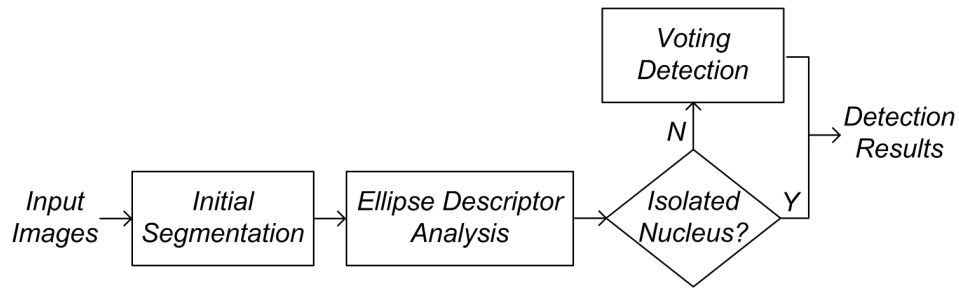 Input
Images
Initial
Segmentation
Ellipse Descriptor
Analysis
Isolated
Nucleus?
N
Y
Voting
Detection
Detection
Results